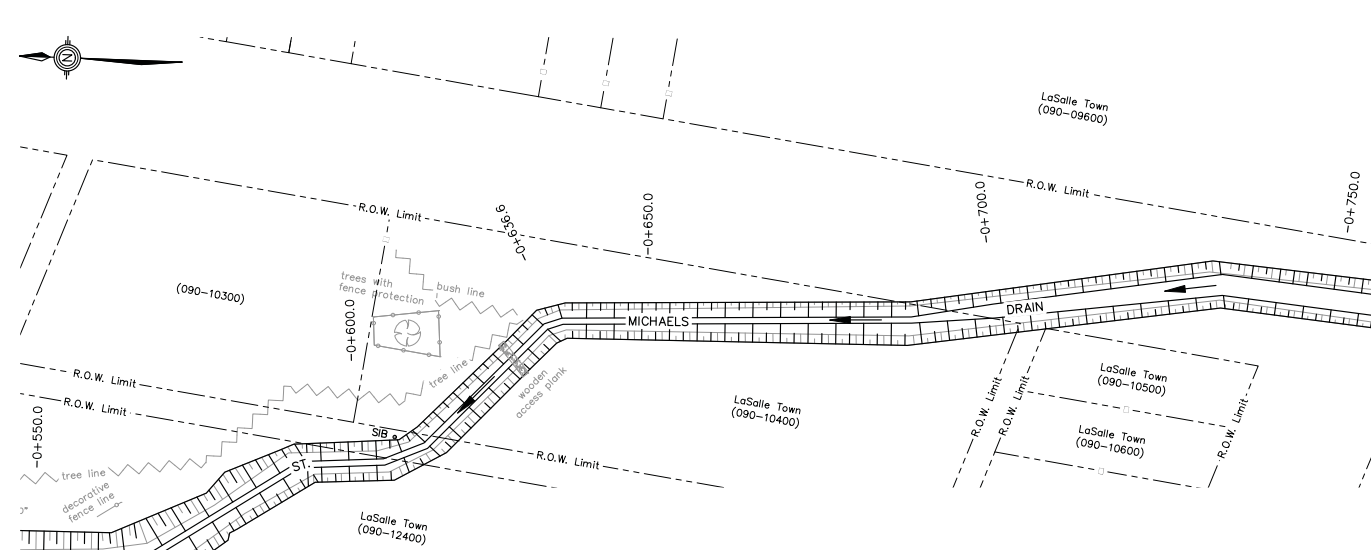 N
LaSalle Town
(090-09600)
R.O.W. Limit
R.O.W. Limit
-0+636.6
-0+650.0
-0+700.0
-0+750.0
(090-10300)
trees with
fence protection
bush line
-0+600.0
MICHAELS
DRAIN
tree line
wooden
access plank
R.O.W. Limit
R.O.W. Limit
-0+550.0
SIB
ST.
tree line
decorative
fence line
LaSalle Town
(090-10400)
R.O.W. Limit
LaSalle Town
(090-12400)
R.O.W. Limit
R.O.W. Limit
LaSalle Town
(090-10500)
LaSalle Town
(090-10600)
R.O.W. Limit